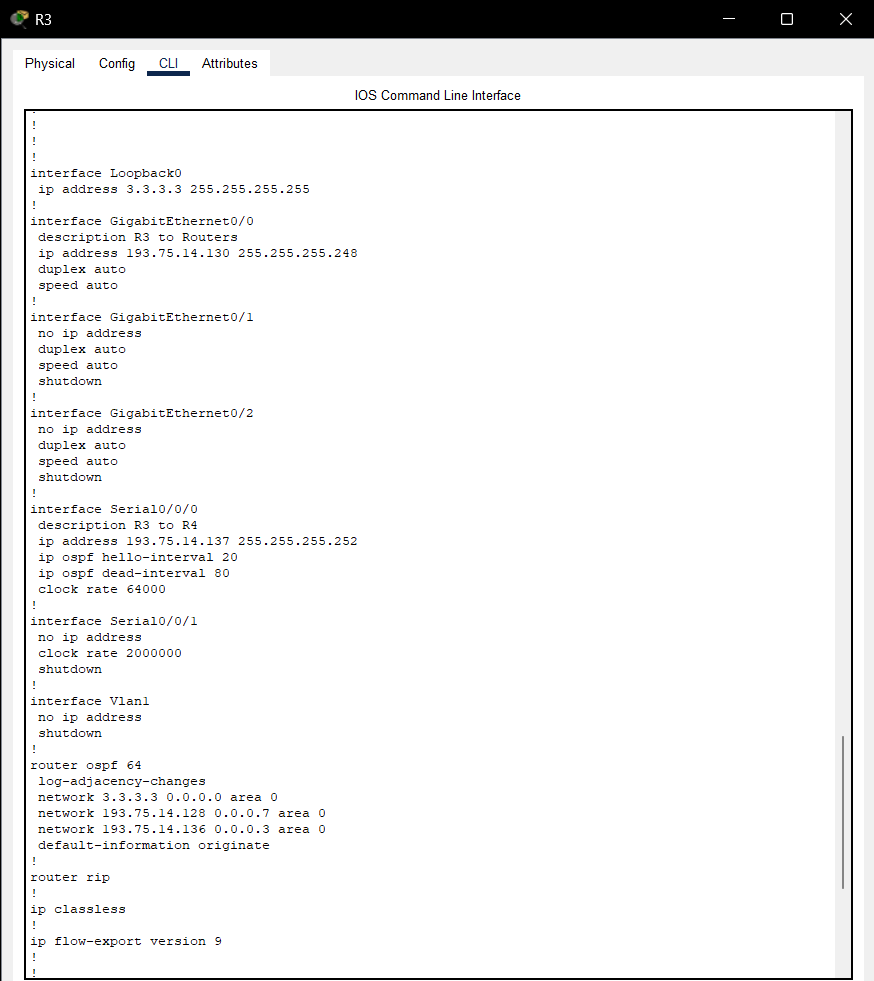 R3
Physical Config CLI Attributes
IOS Command Line Interface
!
!
!
interface Loopback0
ip address 3.3.3.3 255.255.255.255
!
interface GigabitEthernet0/0
description R3 to Routers
ip address 193.75.14.130 255.255.255.248
duplex auto
speed auto
!
interface GigabitEthernet0/1
no ip address
duplex auto
speed auto
shutdown
!
interface GigabitEthernet0/2
no ip address
duplex auto
speed auto
shutdown
!
interface Serial0/0/0
description R3 to R4
ip address 193.75.14.137 255.255.255.252
ip ospf hello-interval 20
ip ospf dead-interval 80
clock rate 64000
!
interface Serial0/0/1
no ip address
clock rate 2000000
shutdown
!
interface Vlan1
no ip address
shutdown
!
router ospf 64
log-adjacency-changes
network 3.3.3.3 0.0.0.0 area 0
network 193.75.14.128 0.0.0.7 area 0
network 193.75.14.136 0.0.0.3 area 0
default-information originate
!
router rip
!
ip classless
!
ip flow-export version 9
!
!